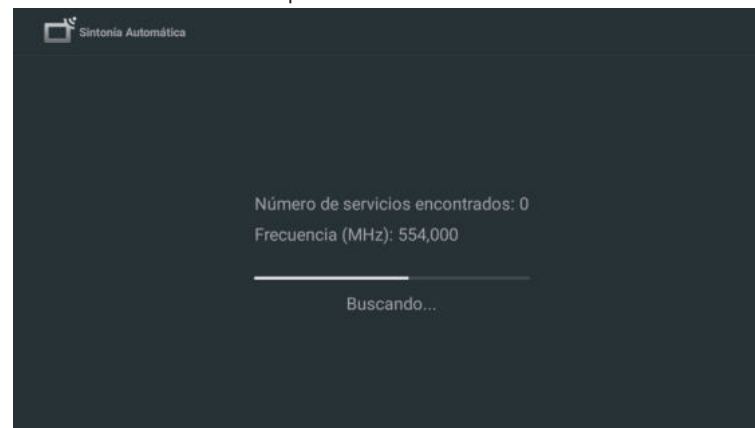 Sintonía Automática
Número de servicios encontrados: 0
Frecuencia (MHz): 554,000
Buscando...